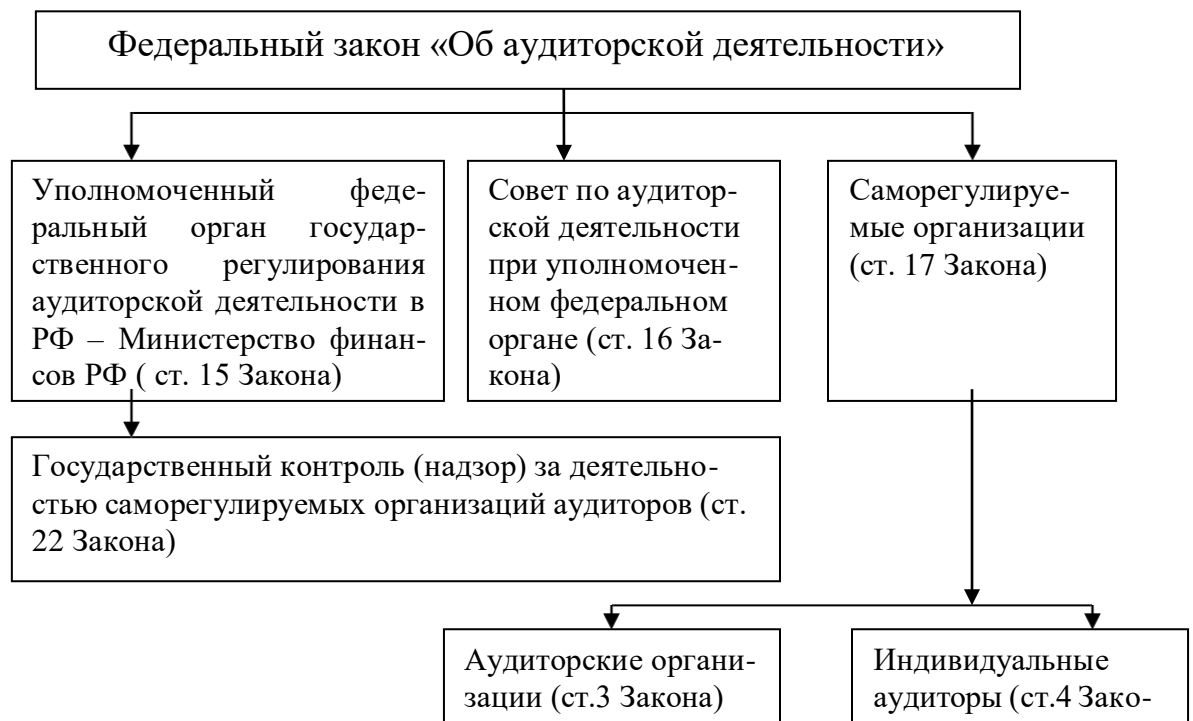 Федеральный закон «Об аудиторской деятельности»
Уполномоченный феде-
ральный орган государ-
ственного регулирования
аудиторской деятельности в
РФ – Министерство финан-
сов РФ ( ст. 15 Закона)
Совет по аудитор-
ской деятельности
при уполномочен-
ном федеральном
органе (ст. 16 За-
кона)
Саморегулируе-
мые организации
(ст. 17 Закона)
Государственный контроль (надзор) за деятельно-
стью саморегулируемых организаций аудиторов (ст.
22 Закона)
Аудиторские органи-
зации (ст.3 Закона)
Индивидуальные
аудиторы (ст.4 Зако-